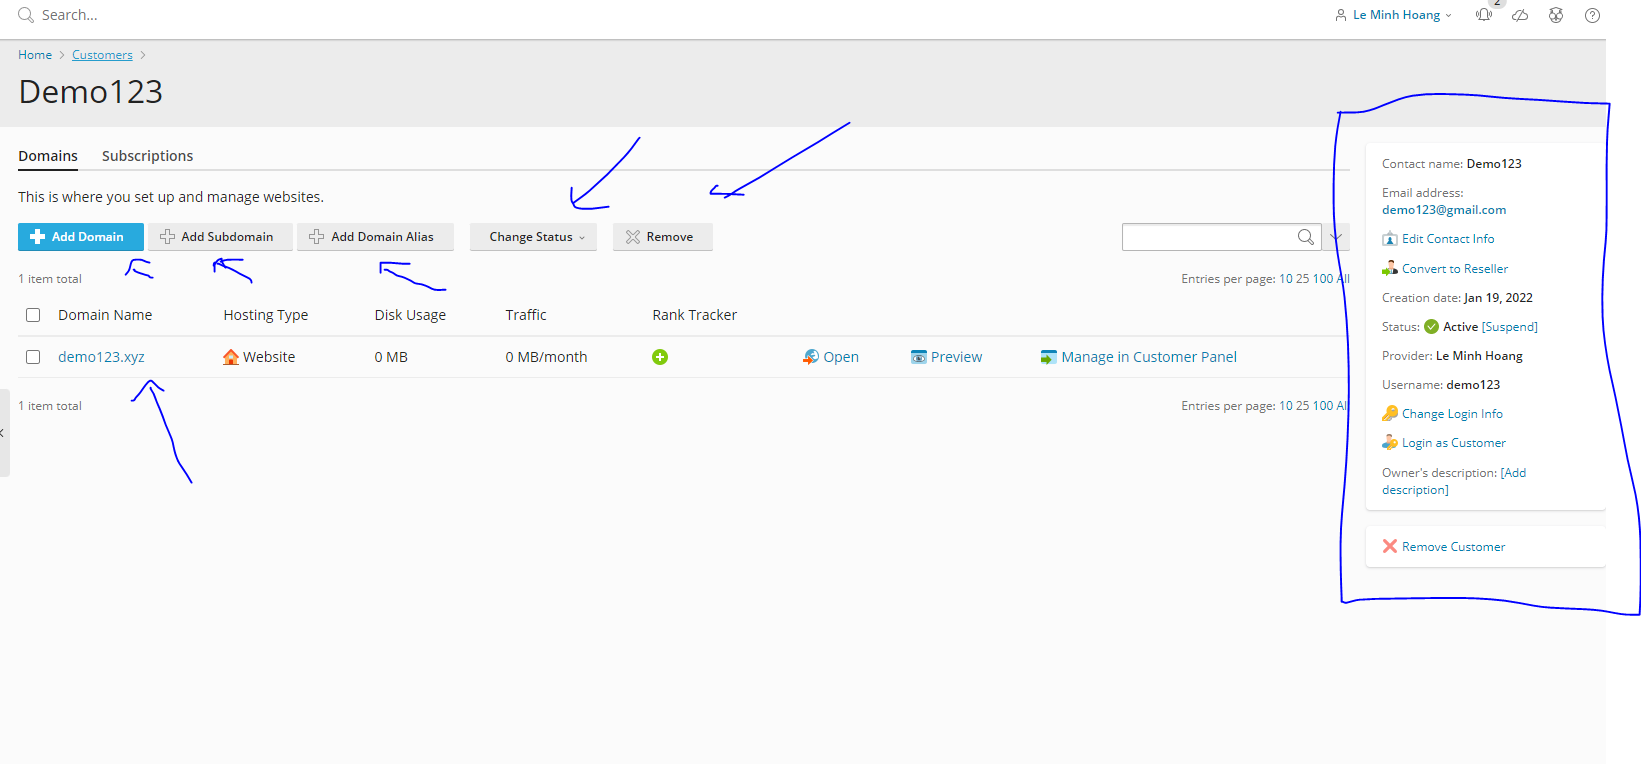 Search...
Le Minh Hoang
2
Home > Customers >
Demo123
Domains Subscriptions
This is where you set up and manage websites.
Add Domain Add Subdomain Add Domain Alias Change Status Remove
1 item total
Entries per page: 10 25 100 All
Domain Name Hosting Type Disk Usage Traffic Rank Tracker
demo123.xyz Website 0 MB 0 MB/month Open Preview Manage in Customer Panel
1 item total
Entries per page: 10 25 100 All
Contact name: Demo123
Email address:
demo123@gmail.com
Edit Contact Info
Convert to Reseller
Creation date: Jan 19, 2022
Status: Active [Suspend]
Provider: Le Minh Hoang
Username: demo123
Change Login Info
Login as Customer
Owner's description: [Add
description]
Remove Customer